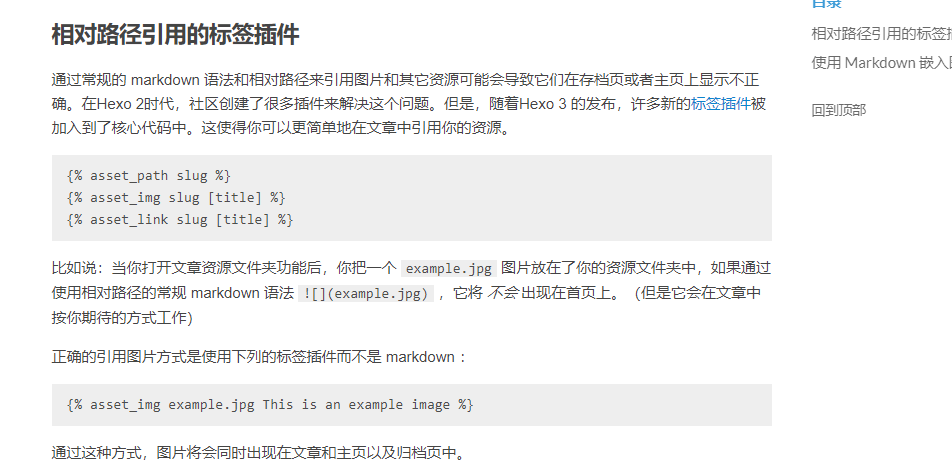 目录
相对路径引用的标签插件
相对路径引用的标签
使用 Markdown 嵌入
回到顶部
通过常规的 markdown 语法和相对路径来引用图片和其它资源可能会导致它们在存档页或者主页上显示不正
确。在Hexo 2时代，社区创建了很多插件来解决这个问题。但是，随着Hexo 3 的发布，许多新的标签插件被
加入到了核心代码中。这使得你可以更简单地在文章中引用你的资源。
{% asset_path slug %}
{% asset_img slug [title] %}
{% asset_link slug [title] %}
比如说：当你打开文章资源文件夹功能后，你把一个 example.jpg 图片放在了你的资源文件夹中，如果通过
使用相对路径的常规 markdown 语法 ![](example.jpg) ，它将 不会 出现在首页上。（但是它会在文章中
按你期待的方式工作）
正确的引用图片方式是使用下列的标签插件而不是 markdown ：
{% asset_img example.jpg This is an example image %}
通过这种方式，图片将会同时出现在文章和主页以及归档页中。